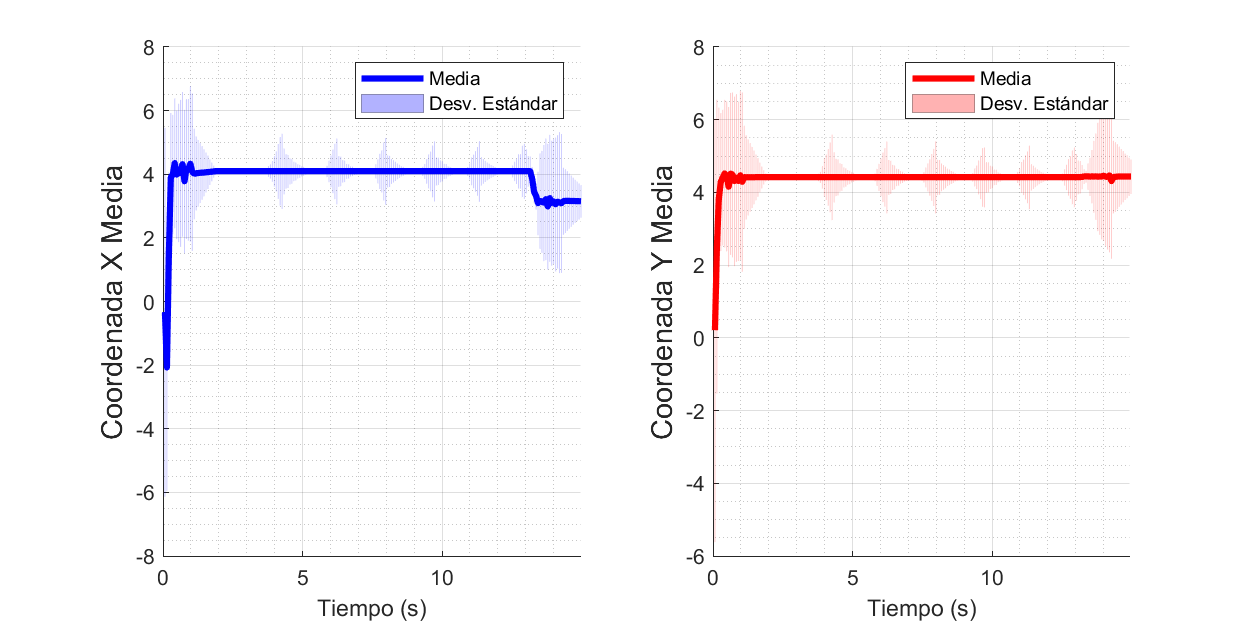 8
6
4
2
0
-2
-4
-6
-8
0
5
10
Coordenada X Media
Tiempo (s)
Media
Desv. Estándar
8
6
4
2
0
-2
-4
-6
0
5
10
Coordenada Y Media
Tiempo (s)
Media
Desv. Estándar